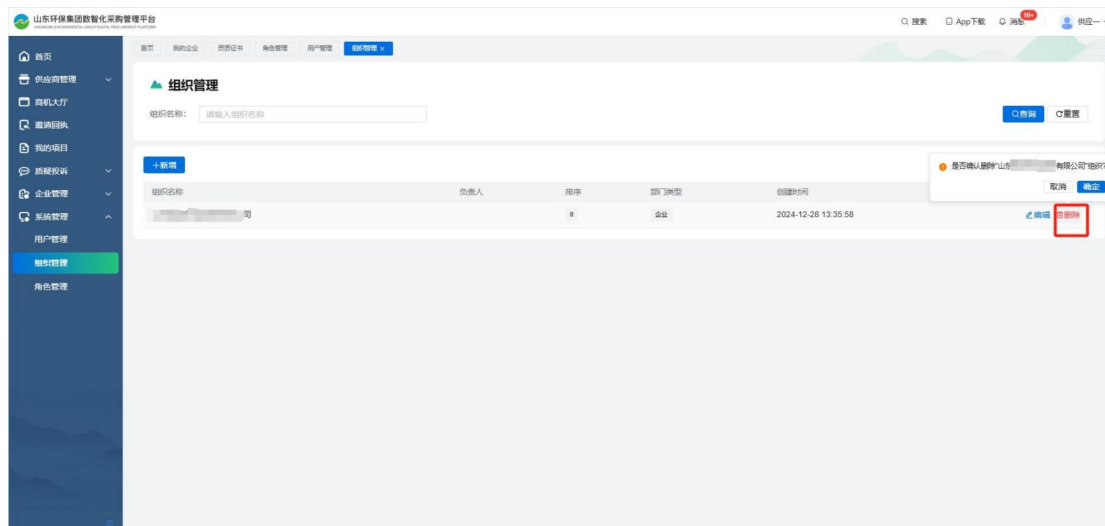 山东环保集团数智化采购管理平台
搜索 App下载 消息 10+ 供应一
首页 我的企业 资质证书 角色管理 用户管理 组织管理 ×
首页
供应商管理
商机大厅
邀请回执
我的项目
质疑投诉
企业管理
系统管理
用户管理
组织管理
角色管理
组织管理
组织名称: 请输入组织名称
查询 重置
+新增
是否确认删除"山东 有限公司"组织?
取消 确定
组织名称 负责人 排序 部门类型 创建时间
司 0 企业 2024-12-28 13:35:58 编辑 删除